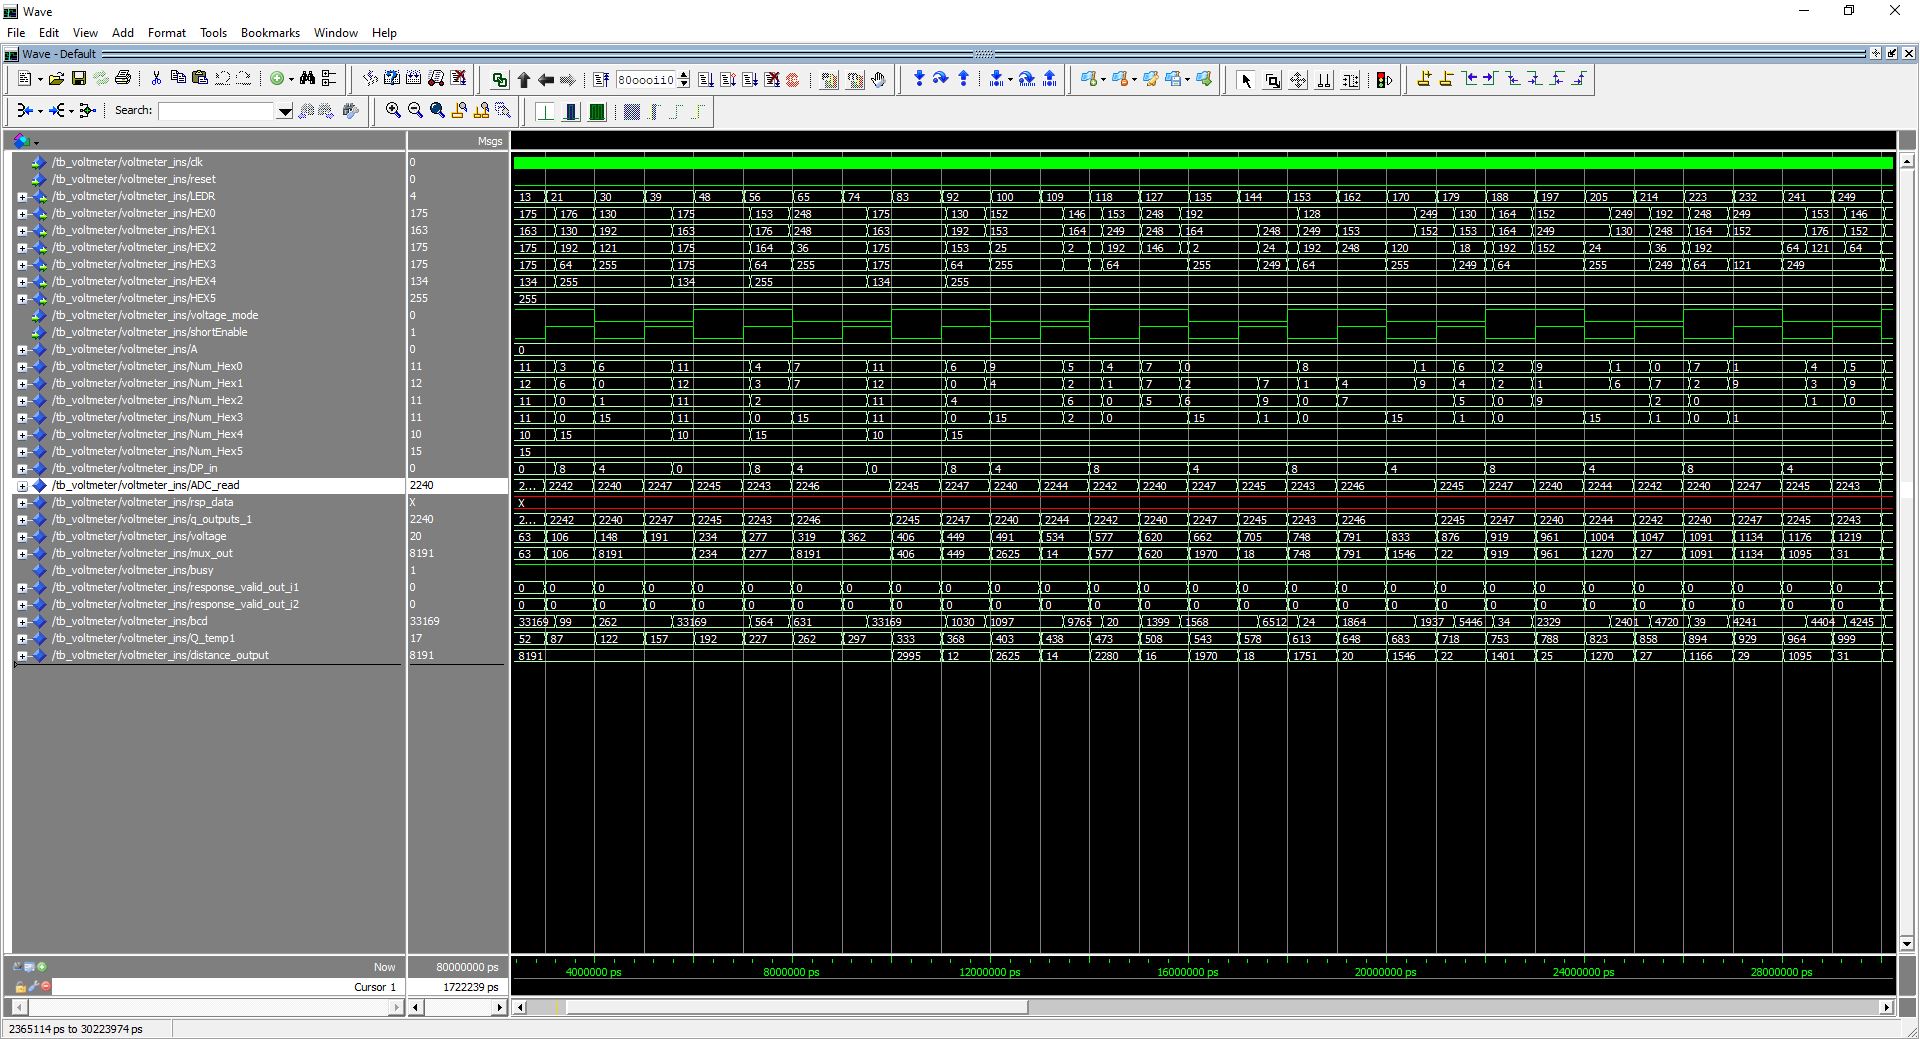 Wave
File Edit View Add Format Tools Bookmarks Window Help
Wave - Default
Search:
Msgs
/tb_voltmeter/voltmeter_ins/clk 0
/tb_voltmeter/voltmeter_ins/reset 0
/tb_voltmeter/voltmeter_ins/LEDR 4 13 21 30 39 48 56 65 74 83 92 100 109 118 127 135 144 153 162 170 179 188 197 205 214 223 232 241 249
/tb_voltmeter/voltmeter_ins/HEX0 175 175 176 130 175 153 248 175 130 152 146 153 248 192 128 249 130 164 152 249 192 248 249 153 146
/tb_voltmeter/voltmeter_ins/HEX1 163 163 130 192 163 176 248 163 192 153 164 249 248 164 248 249 153 152 153 164 249 130 248 164 152 176 152
/tb_voltmeter/voltmeter_ins/HEX2 175 175 192 121 175 164 36 175 153 25 2 192 146 2 24 192 248 120 18 192 152 24 36 192 64 121 64
/tb_voltmeter/voltmeter_ins/HEX3 175 175 64 255 175 64 255 175 64 255 64 255 249 64 255 249 64 255 249 64 121 249
/tb_voltmeter/voltmeter_ins/HEX4 134 134 255 134 255 134 255
/tb_voltmeter/voltmeter_ins/HEX5 255 255
/tb_voltmeter/voltmeter_ins/voltage_mode 0
/tb_voltmeter/voltmeter_ins/shortEnable 1
/tb_voltmeter/voltmeter_ins/A 0 0
/tb_voltmeter/voltmeter_ins/Num_Hex0 11 11 3 6 11 4 7 11 6 9 5 4 7 0 8 1 6 2 9 1 0 7 1 4 5
/tb_voltmeter/voltmeter_ins/Num_Hex1 12 12 6 0 12 3 7 12 0 4 2 1 7 2 7 1 4 9 4 2 1 6 7 2 9 3 9
/tb_voltmeter/voltmeter_ins/Num_Hex2 11 11 0 1 11 2 11 4 6 0 5 6 9 0 7 5 0 9 2 0 1 0
/tb_voltmeter/voltmeter_ins/Num_Hex3 11 11 0 15 11 0 15 11 0 15 2 0 15 1 0 15 1 0 15 1 0 1
/tb_voltmeter/voltmeter_ins/Num_Hex4 10 10 15 10 15 10 15
/tb_voltmeter/voltmeter_ins/Num_Hex5 15 15
/tb_voltmeter/voltmeter_ins/DP_in 0 0 8 4 0 8 4 0 8 4 8 4 8 4 8 4 8 4
/tb_voltmeter/voltmeter_ins/ADC_read 2240 2... 2242 2240 2247 2245 2243 2246 2245 2247 2240 2244 2242 2240 2247 2245 2243 2246 2245 2247 2240 2244 2242 2240 2247 2245 2243
/tb_voltmeter/voltmeter_ins/rsp_data X X
/tb_voltmeter/voltmeter_ins/q_outputs_1 2240 2... 2242 2240 2247 2245 2243 2246 2245 2247 2240 2244 2242 2240 2247 2245 2243 2246 2245 2247 2240 2244 2242 2240 2247 2245 2243
/tb_voltmeter/voltmeter_ins/voltage 20 63 106 148 191 234 277 319 362 406 449 491 534 577 620 662 705 748 791 833 876 919 961 1004 1047 1091 1134 1176 1219
/tb_voltmeter/voltmeter_ins/mux_out 8191 63 106 8191 234 277 8191 406 449 2625 14 577 620 1970 18 748 791 1546 22 919 961 1270 27 1091 1134 1095 31
/tb_voltmeter/voltmeter_ins/busy 1
/tb_voltmeter/voltmeter_ins/response_valid_out_i1 0 0 0 0 0 0 0 0 0 0 0 0 0 0 0 0 0 0 0 0 0 0 0 0 0 0 0 0 0
/tb_voltmeter/voltmeter_ins/response_valid_out_i2 0 0 0 0 0 0 0 0 0 0 0 0 0 0 0 0 0 0 0 0 0 0 0 0 0 0 0 0 0
/tb_voltmeter/voltmeter_ins/bcd 33169 33169 99 262 33169 564 631 33169 1030 1097 9765 20 1399 1568 6512 24 1864 1937 5446 34 2329 2401 4720 39 4241 4404 4245
/tb_voltmeter/voltmeter_ins/Q_temp1 17 52 87 122 157 192 227 262 297 333 368 403 438 473 508 543 578 613 648 683 718 753 788 823 858 894 929 964 999
/tb_voltmeter/voltmeter_ins/distance_output 8191 8191 2995 12 2625 14 2280 16 1970 18 1751 20 1546 22 1401 25 1270 27 1166 29 1095 31
Now 80000000 ps 4000000 ps 8000000 ps 12000000 ps 16000000 ps 20000000 ps 24000000 ps 28000000 ps
Cursor 1 1722239 ps
2365114 ps to 30223974 ps